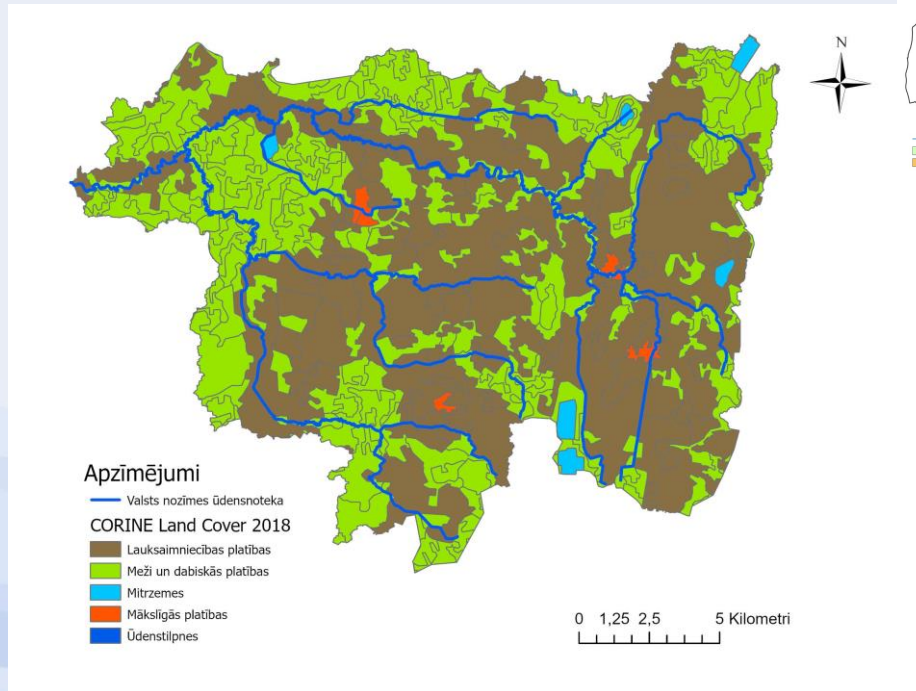 N
Apzīmējumi
Valsts nozīmes ūdensnoteka
CORINE Land Cover 2018
Lauksaimniecības platības
Meži un dabiskās platības
Mitrzemes
Mākslīgās platības
Ūdenstilpnes
0 1,25 2,5 5 Kilometri